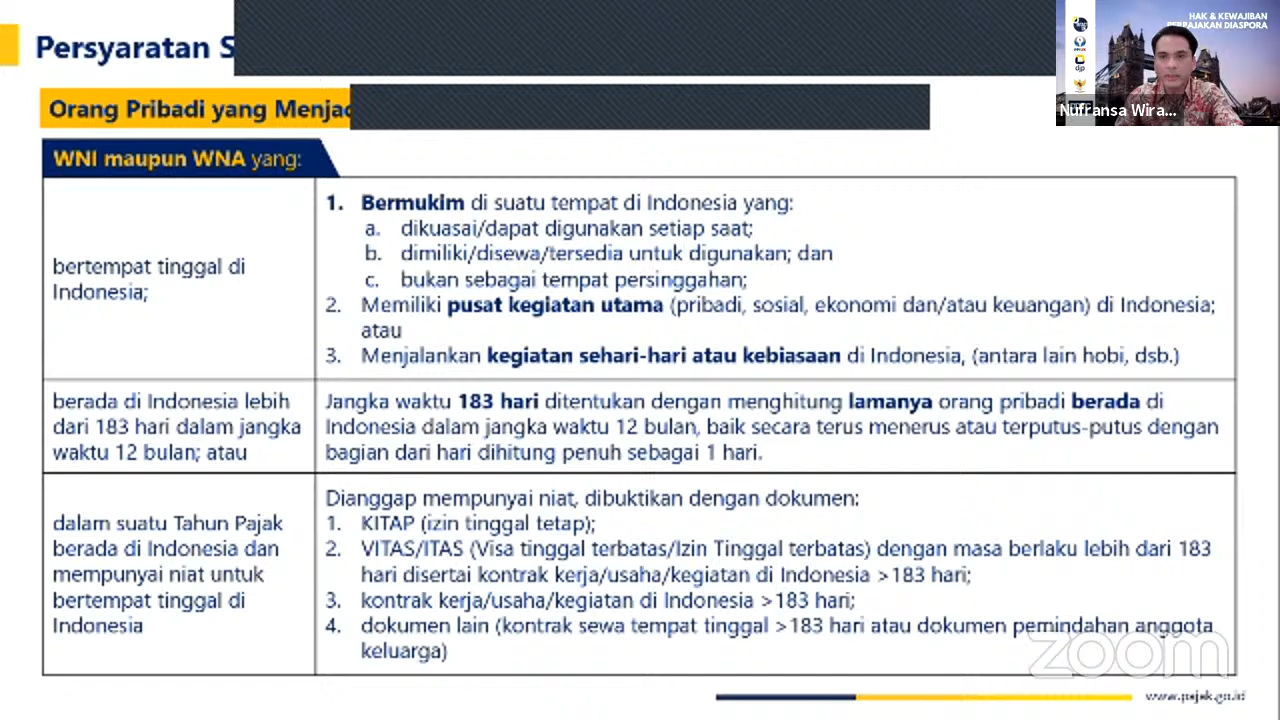 HAK & KEWAJIBAN
PERPAJAKAN DIASPORA
Nufransa Wira...
Persyaratan S
Orang Pribadi yang Menjad
WNI maupun WNA yang:
bertempat tinggal di
Indonesia;
1. Bermukim di suatu tempat di Indonesia yang:
a. dikuasai/dapat digunakan setiap saat;
b. dimiliki/disewa/tersedia untuk digunakan; dan
c. bukan sebagai tempat persinggahan;
2. Memiliki pusat kegiatan utama (pribadi, sosial, ekonomi dan/atau keuangan) di Indonesia;
atau
3. Menjalankan kegiatan sehari-hari atau kebiasaan di Indonesia, (antara lain hobi, dsb.)
berada di Indonesia lebih
dari 183 hari dalam jangka
waktu 12 bulan; atau
Jangka waktu 183 hari ditentukan dengan menghitung lamanya orang pribadi berada di
Indonesia dalam jangka waktu 12 bulan, baik secara terus menerus atau terputus-putus dengan
bagian dari hari dihitung penuh sebagai 1 hari.
dalam suatu Tahun Pajak
berada di Indonesia dan
mempunyai niat untuk
bertempat tinggal di
Indonesia
Dianggap mempunyai niat, dibuktikan dengan dokumen:
1. KITAP (izin tinggal tetap);
2. VITAS/ITAS (Visa tinggal terbatas/Izin Tinggal terbatas) dengan masa berlaku lebih dari 183
hari disertai kontrak kerja/usaha/kegiatan di Indonesia >183 hari;
3. kontrak kerja/usaha/kegiatan di Indonesia >183 hari;
4. dokumen lain (kontrak sewa tempat tinggal >183 hari atau dokumen pemindahan anggota
keluarga)
zoom
www.pajak.go.id